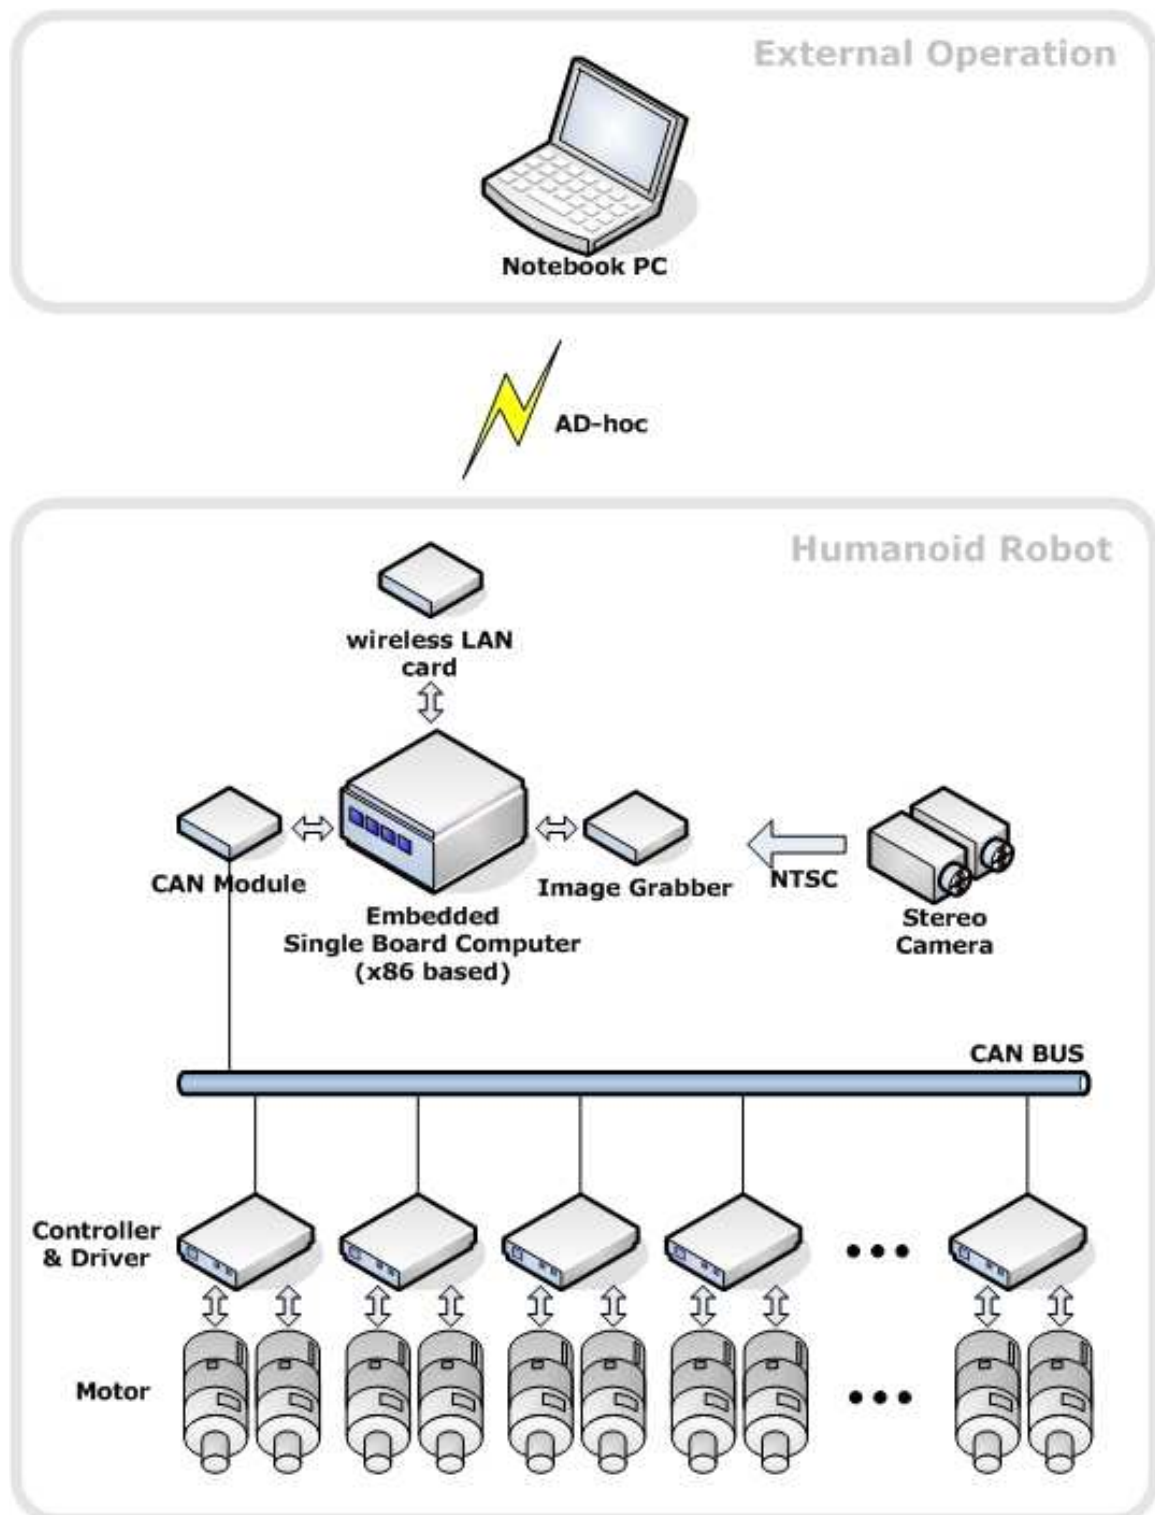 External Operation
Notebook PC
AD-hoc
Humanoid Robot
wireless LAN
card
CAN Module
Embedded
Single Board Computer
(x86 based)
Image Grabber
NTSC
Stereo
Camera
CAN BUS
Controller
& Driver
Motor